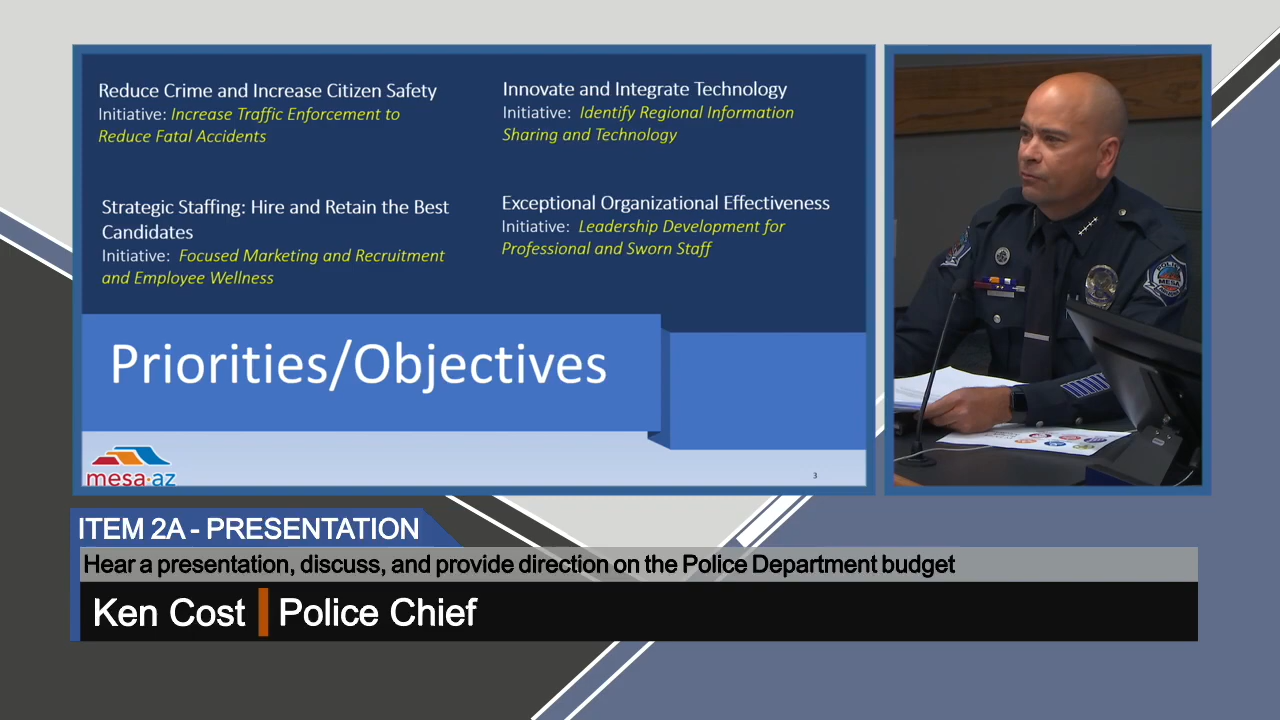 Reduce Crime and Increase Citizen Safety
Initiative: Increase Traffic Enforcement to
Reduce Fatal Accidents
Innovate and Integrate Technology
Initiative: Identify Regional Information
Sharing and Technology
Strategic Staffing: Hire and Retain the Best
Candidates
Initiative: Focused Marketing and Recruitment
and Employee Wellness
Exceptional Organizational Effectiveness
Initiative: Leadership Development for
Professional and Sworn Staff
Priorities/Objectives
mesa·az
3
POLICE
MESA
ITEM 2A - PRESENTATION
Hear a presentation, discuss, and provide direction on the Police Department budget
Ken Cost
Police Chief